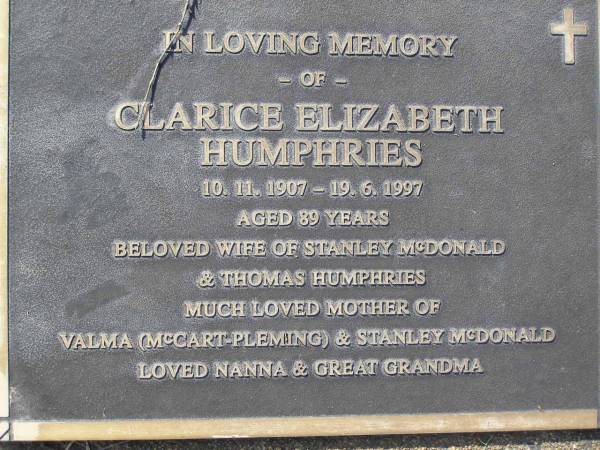 IN LOVING MEMORY
– OF –
CLARICE ELIZABETH
HUMPHRIES
10. 11. 1907 – 19. 6. 1997
AGED 89 YEARS
BELOVED WIFE OF STANLEY McDONALD
& THOMAS HUMPHRIES
MUCH LOVED MOTHER OF
VALMA (McCART-PLEMING) & STANLEY McDONALD
LOVED NANNA & GREAT GRANDMA